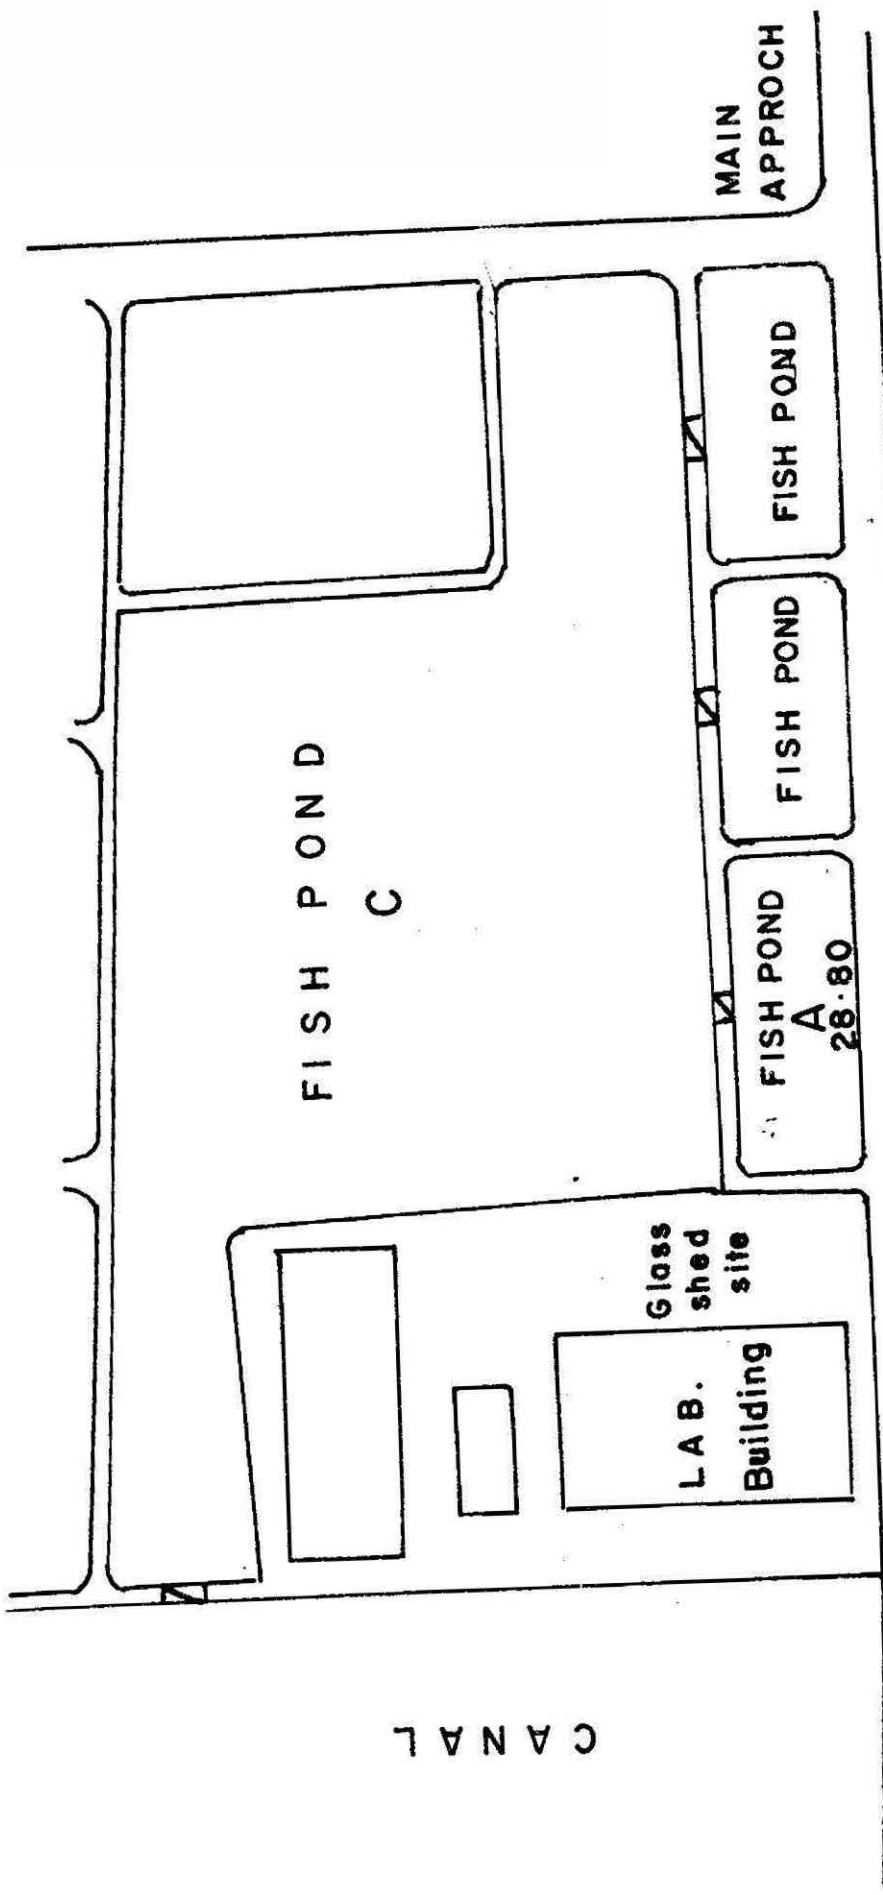 MAIN
APPROCH
FISH POND
C
FISH POND
A
28.80
FISH POND
FISH POND
Glass
shed
site
LAB.
Building
CANAL